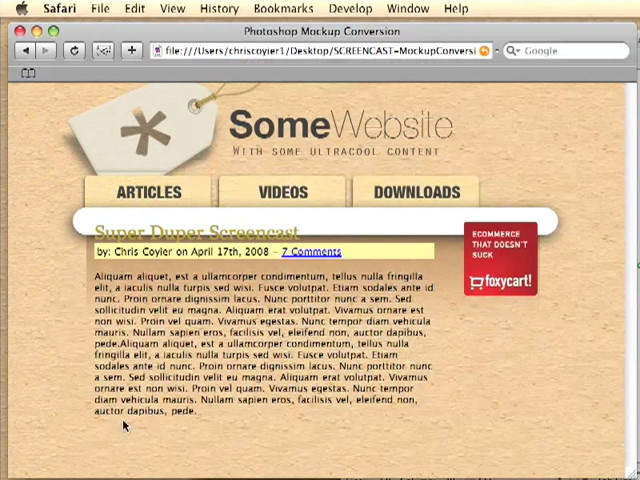 Safari File Edit View History Bookmarks Develop Window Help
Photoshop Mockup Conversion
file:///Users/chriscoyier1/Desktop/SCREENCAST=MockupConversi
Google
SomeWebsite
WITH SOME ULTRACOOL CONTENT
ARTICLES VIDEOS DOWNLOADS
Super Duper Screencast
by: Chris Coyier on April 17th, 2008 – 7 Comments
Aliquam aliquet, est a ullamcorper condimentum, tellus nulla fringilla
elit, a iaculis nulla turpis sed wisi. Fusce volutpat. Etiam sodales ante id
nunc. Proin ornare dignissim lacus. Nunc porttitor nunc a sem. Sed
sollicitudin velit eu magna. Aliquam erat volutpat. Vivamus ornare est
non wisi. Proin vel quam. Vivamus egestas. Nunc tempor diam vehicula
mauris. Nullam sapien eros, facilisis vel, eleifend non, auctor dapibus,
pede.Aliquam aliquet, est a ullamcorper condimentum, tellus nulla
fringilla elit, a iaculis nulla turpis sed wisi. Fusce volutpat. Etiam
sodales ante id nunc. Proin ornare dignissim lacus. Nunc porttitor nunc
a sem. Sed sollicitudin velit eu magna. Aliquam erat volutpat. Vivamus
ornare est non wisi. Proin vel quam. Vivamus egestas. Nunc tempor
diam vehicula mauris. Nullam sapien eros, facilisis vel, eleifend non,
auctor dapibus, pede.
ECOMMERCE
THAT DOESN'T
SUCK
foxycart!